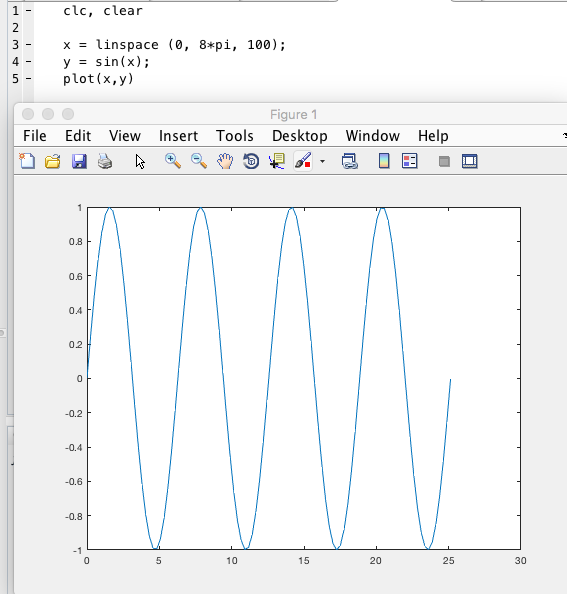 1 - clc, clear
2
3 - x = linspace (0, 8*pi, 100);
4 - y = sin(x);
5 - plot(x,y)
Figure 1
File Edit View Insert Tools Desktop Window Help
1
0.8
0.6
0.4
0.2
0
-0.2
-0.4
-0.6
-0.8
-1
0 5 10 15 20 25 30